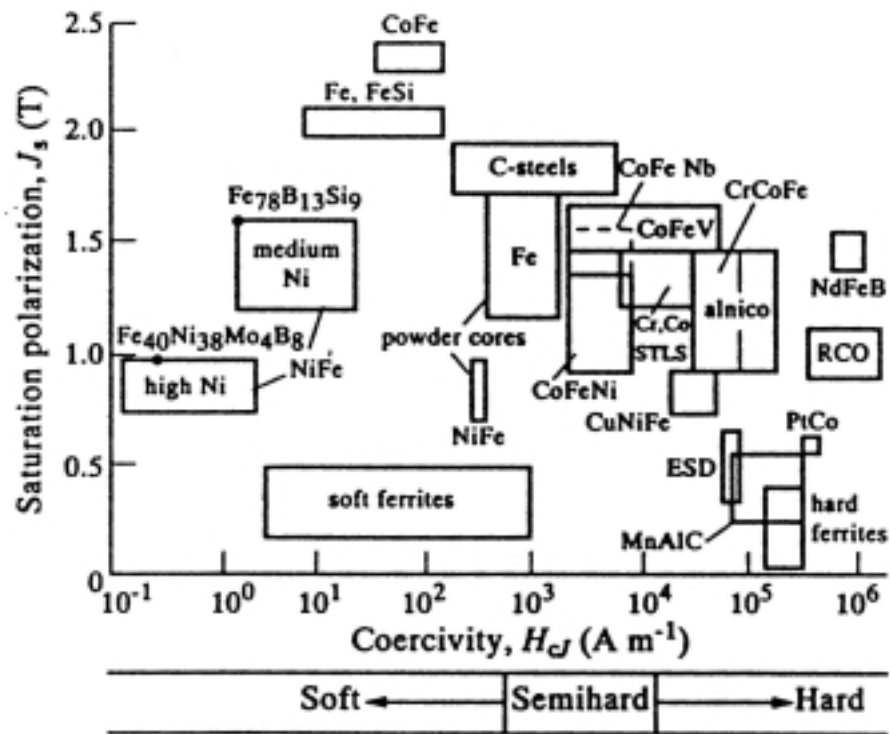 2.5
2.0
1.5
1.0
0.5
0
Saturation polarization, Jₛ (T)
CoFe
Fe, FeSi
C-steels
CoFe Nb
CrCoFe
Fe₇₈B₁₃Si₉
medium
Ni
Fe
CoFeV
NdFeB
Fe₄₀Ni₃₈Mo₄B₈
powder cores
Cr,Co
STLS
alnico
NiFe
high Ni
RCO
CoFeNi
NiFe
CuNiFe
PtCo
ESD
soft ferrites
hard
ferrites
MnAlC
10⁻¹ 10⁰ 10¹ 10² 10³ 10⁴ 10⁵ 10⁶
Coercivity, H_cJ (A m⁻¹)
Soft Semihard Hard